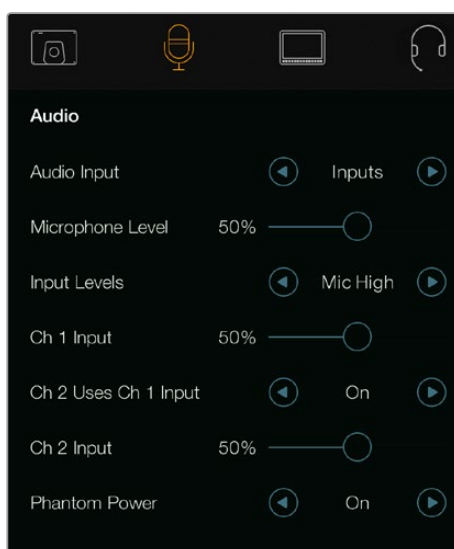 Audio
Audio Input Inputs
Microphone Level 50%
Input Levels Mic High
Ch 1 Input 50%
Ch 2 Uses Ch 1 Input On
Ch 2 Input 50%
Phantom Power On